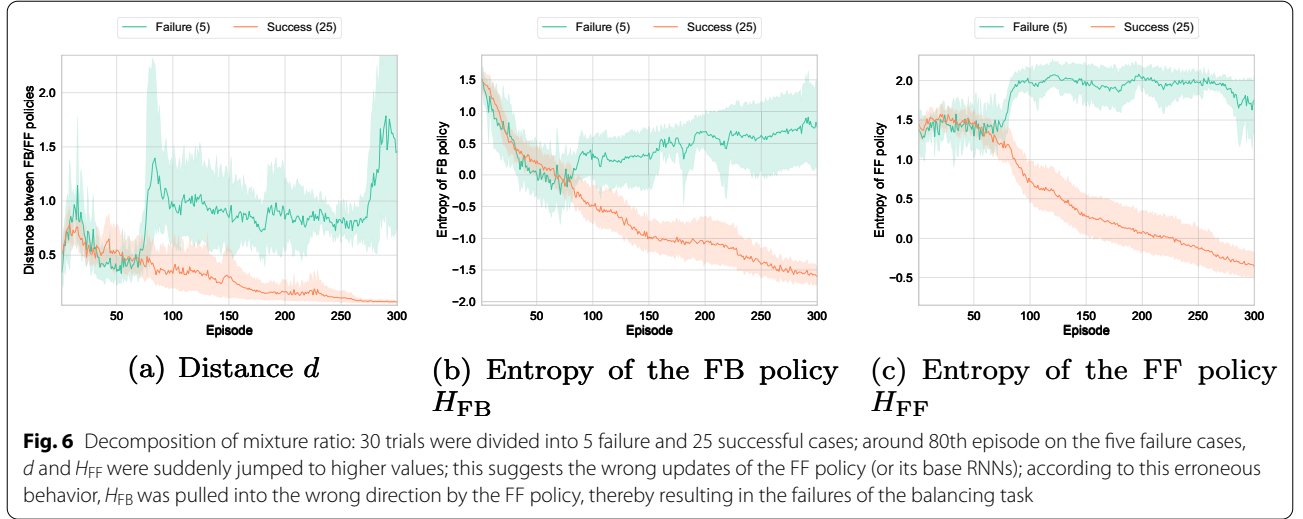 Failure (5) Success (25)
Distance between FB/FF policies
2.0
1.5
1.0
0.5
50 100 150 200 250 300
Episode
(a) Distance d
Failure (5) Success (25)
Entropy of FB policy
1.5
1.0
0.5
0.0
−0.5
−1.0
−1.5
−2.0
50 100 150 200 250 300
Episode
(b) Entropy of the FB policy
H_FB
Failure (5) Success (25)
Entropy of FF policy
2.0
1.5
1.0
0.5
0.0
−0.5
50 100 150 200 250 300
Episode
(c) Entropy of the FF policy
H_FF
Fig. 6 Decomposition of mixture ratio: 30 trials were divided into 5 failure and 25 successful cases; around 80th episode on the five failure cases,
d and H_FF were suddenly jumped to higher values; this suggests the wrong updates of the FF policy (or its base RNNs); according to this erroneous
behavior, H_FB was pulled into the wrong direction by the FF policy, thereby resulting in the failures of the balancing task